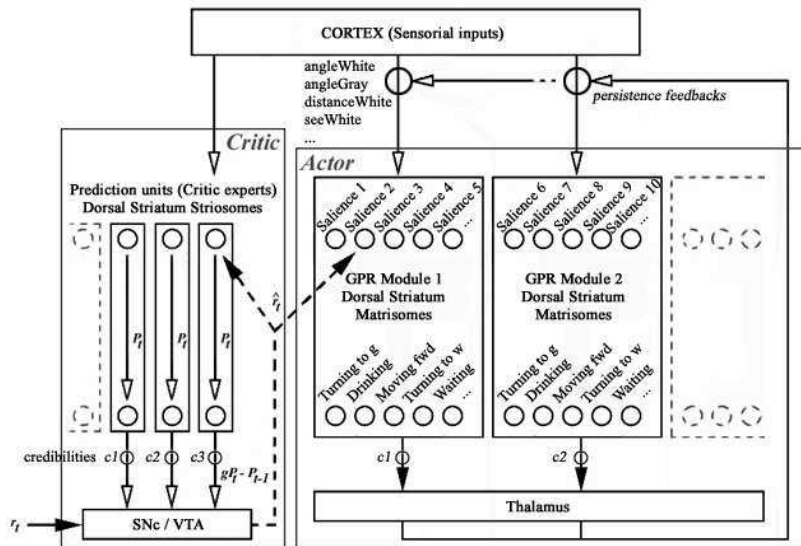 CORTEX (Sensorial inputs)
angleWhite
angleGray
distanceWhite
seeWhite
...
persistence feedbacks
Critic
Actor
Prediction units (Critic experts)
Dorsal Striatum Striosomes
P_t
P_t
P_t
r̂_t
credibilities
c1
c2
c3
gP_t - P_{t-1}
r_t
SNc / VTA
Salience 1
Salience 2
Salience 3
Salience 4
Salience 5
...
GPR Module 1
Dorsal Striatum
Matrisomes
Turning to g
Drinking
Moving fwd
Turning to w
Waiting
...
c1
Salience 6
Salience 7
Salience 8
Salience 9
Salience 10
...
GPR Module 2
Dorsal Striatum
Matrisomes
Turning to g
Drinking
Moving fwd
Turning to w
Waiting
...
c2
Thalamus